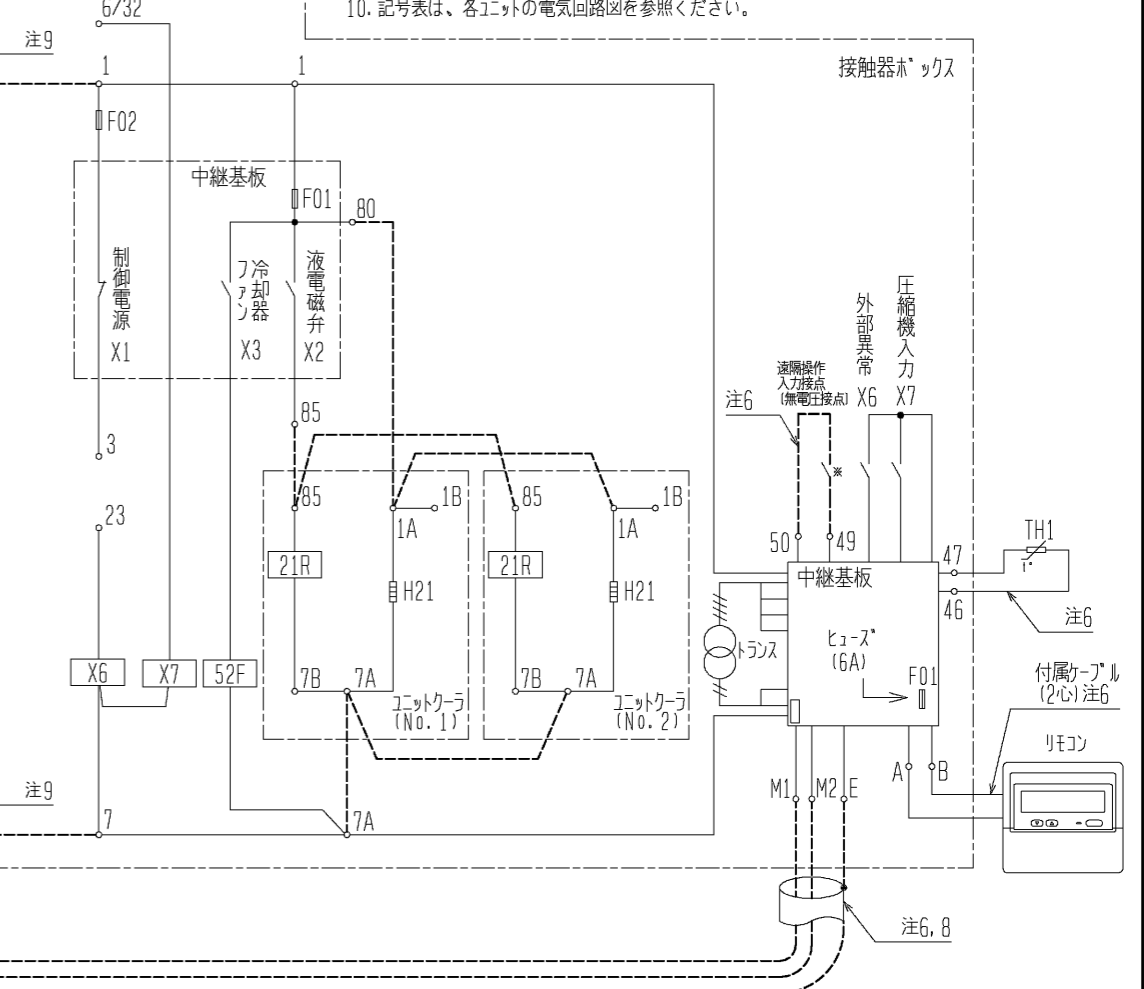 6/32
10. 記号表は、各ユニットの電気回路図を参照ください。
注9
1
1
接触器ボックス
F02
中継基板
F01
80
制御電源
X1
冷却器
ファン
X3
液電磁弁
X2
外部異常
X6
圧縮機入力
X7
遠隔操作
入力接点
(無電圧接点)
注6
※
85
3
23
85
1B
1A
85
1B
1A
21R
H21
21R
H21
50
49
47
46
TH1
t°
注6
中継基板
ヒューズ
(6A)
F01
トランス
X6
X7
52F
7B
7A
ユニットクーラ
(No. 1)
7B
7A
ユニットクーラ
(No. 2)
付属ケーブル
(2心)注6
リモコン
A
B
M1
M2
E
注9
7
7A
注6, 8